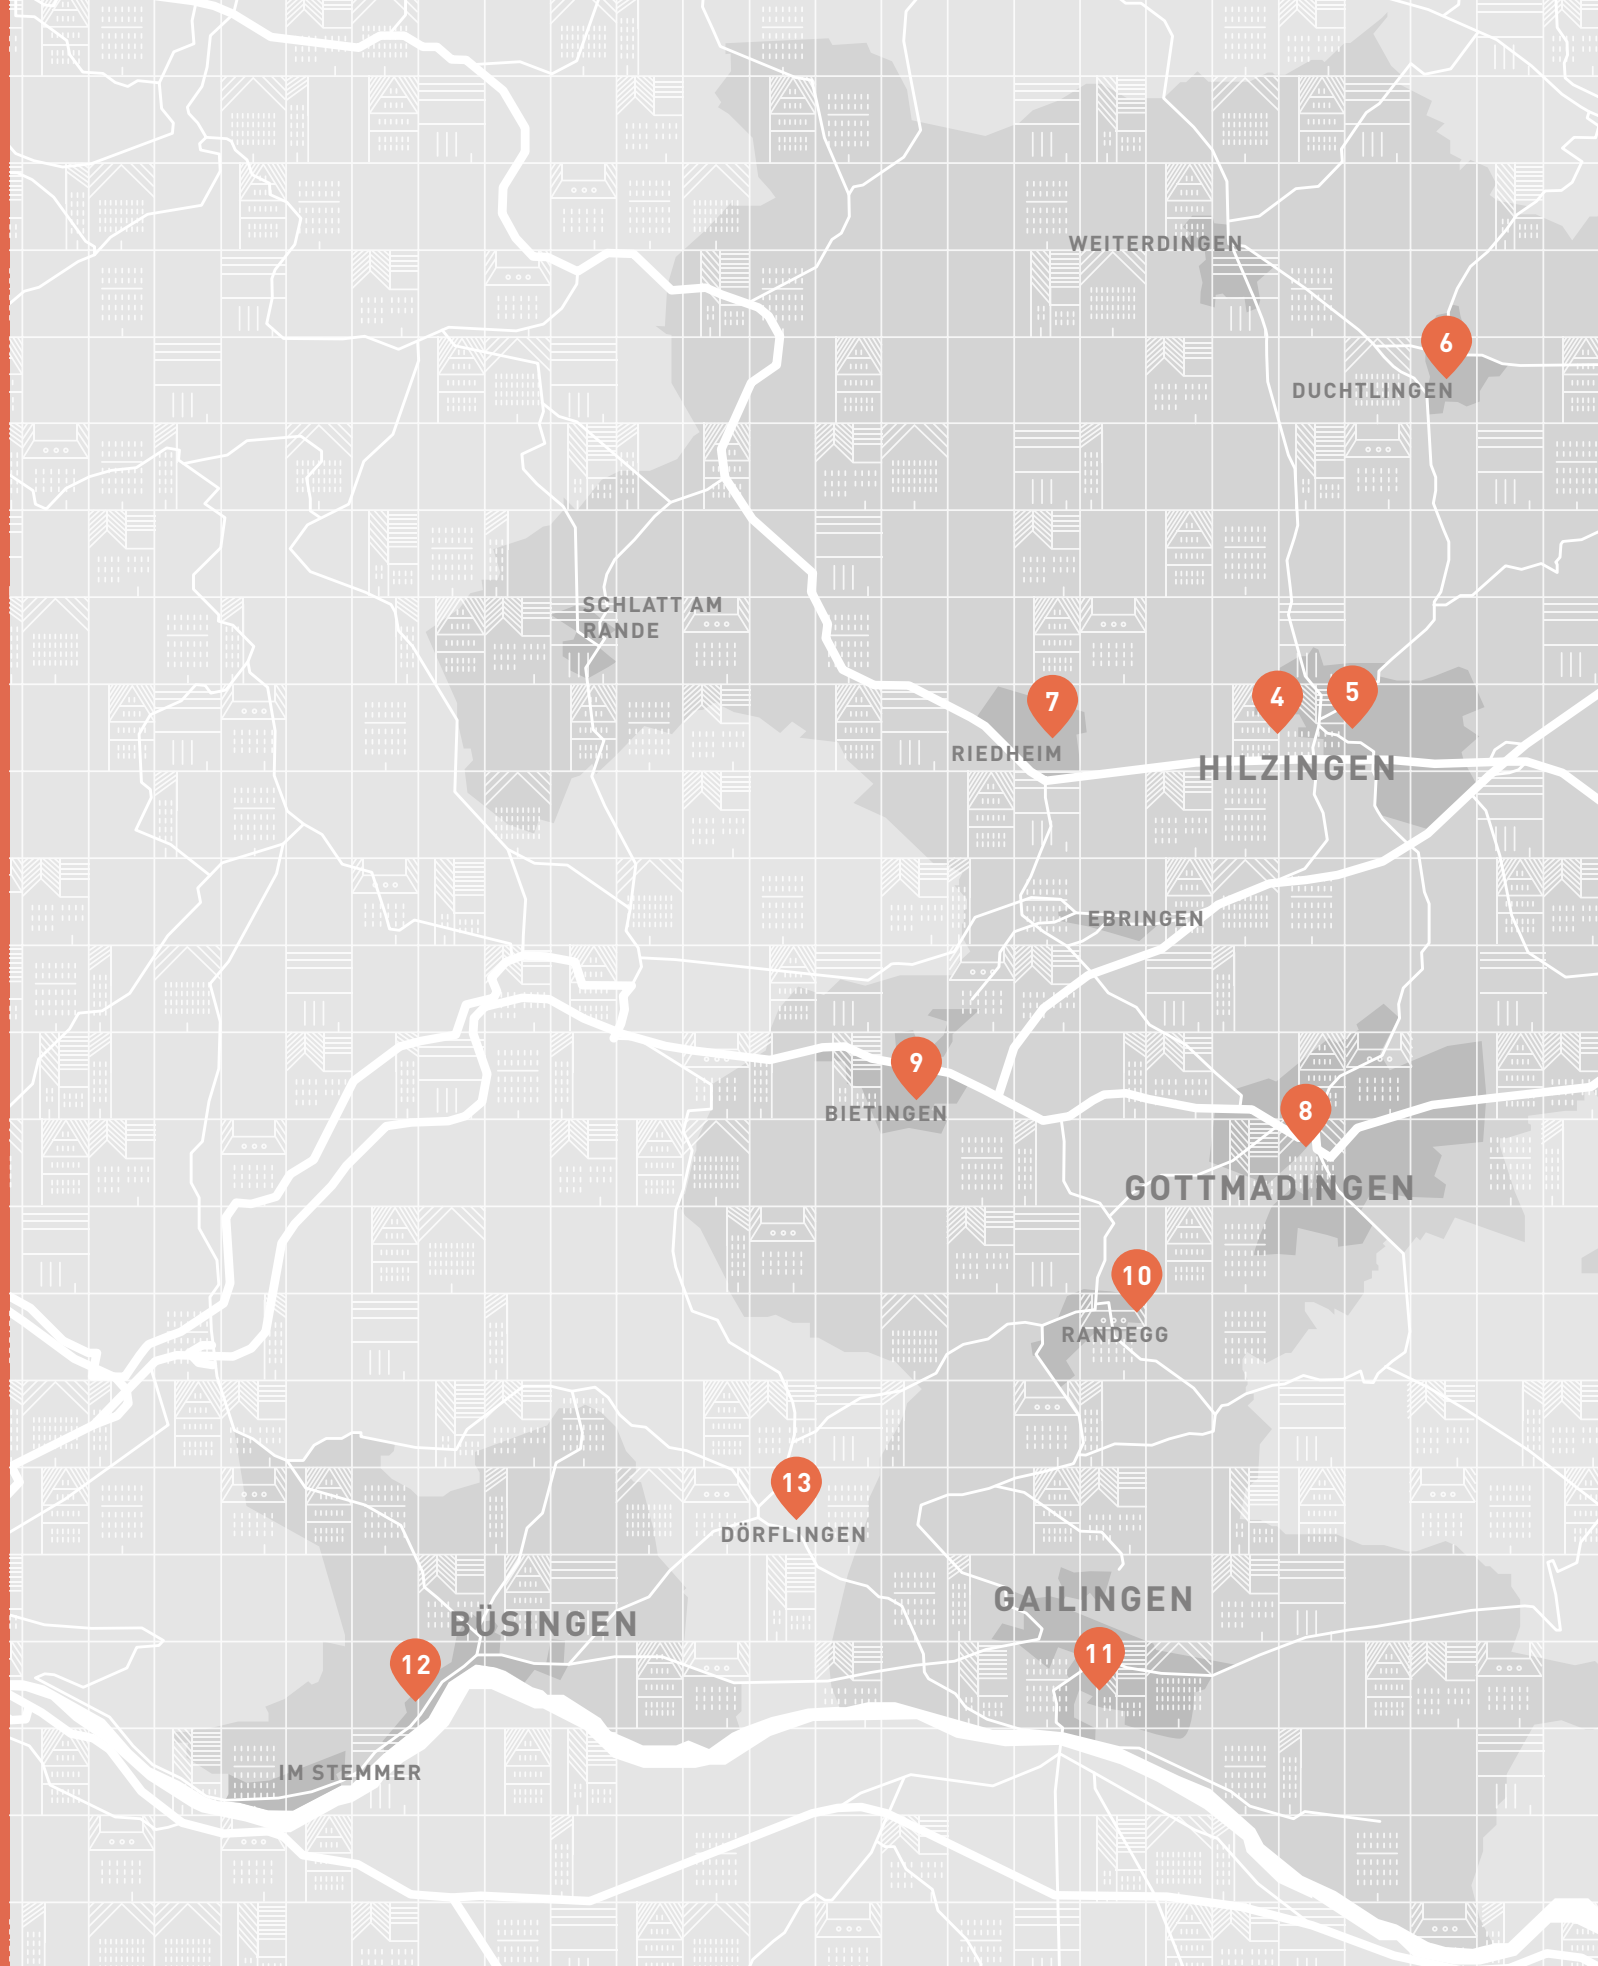 WEITERDINGEN
6
DUCHTLINGEN
SCHLATT AM
RANDE
7
4
5
RIEDHEIM
HILZINGEN
EBRINGEN
9
BIETINGEN
8
GOTTMADINGEN
10
RANDEGG
13
DÖRFLINGEN
GAILINGEN
BÜSINGEN
11
12
IM STEMMER